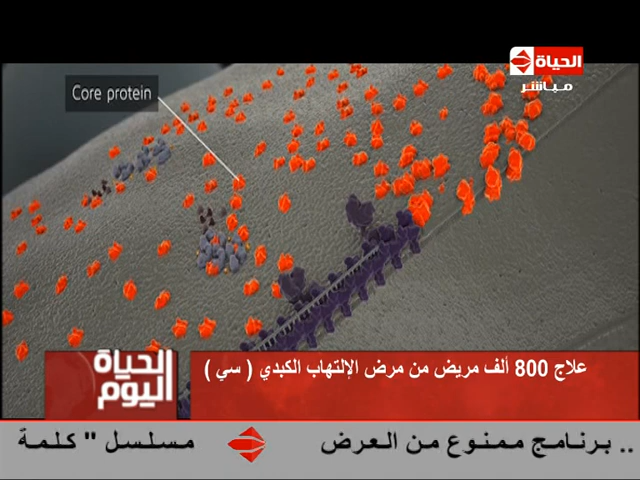 الحياة
مباشر
Core protein
علاج 800 ألف مريض من مرض الإلتهاب الكبدي ( سي )
الحياة
اليوم
.. برنامج ممنوع من العرض
مسلسل " كلمة